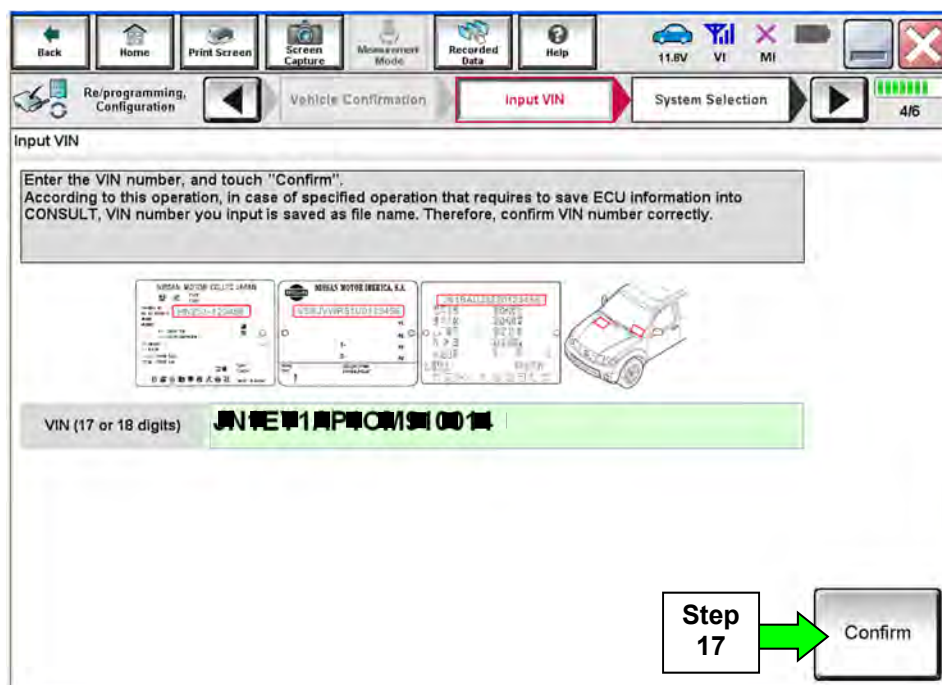 Back
Home
Print Screen
Screen Capture
Measurement Mode
Recorded Data
Help
11.8V
VI
MI
Re/programming, Configuration
Vehicle Confirmation
Input VIN
System Selection
4/6
Input VIN
Enter the VIN number, and touch "Confirm".
According to this operation, in case of specified operation that requires to save ECU information into
CONSULT, VIN number you input is saved as file name. Therefore, confirm VIN number correctly.
NISSAN MOTOR IBERICA, S.A.
VIN (17 or 18 digits)
Step
17
Confirm